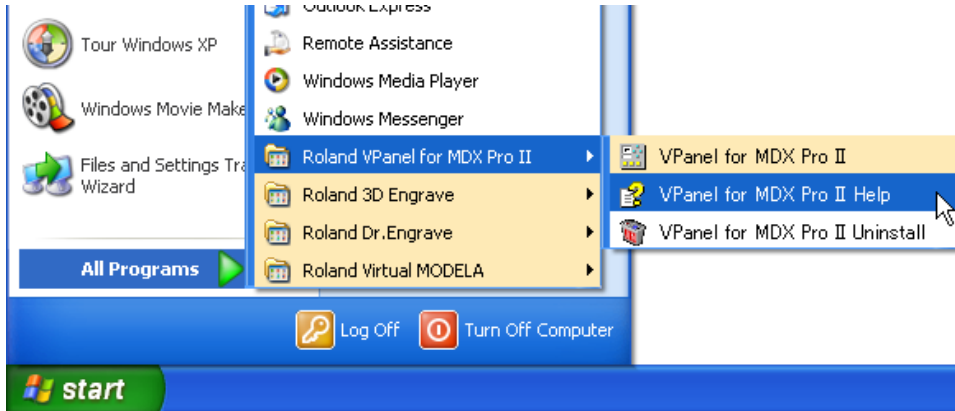 Outlook Express
Tour Windows XP
Remote Assistance
Windows Media Player
Windows Movie Make
Windows Messenger
Roland VPanel for MDX Pro II
VPanel for MDX Pro II
Files and Settings Tra
Wizard
Roland 3D Engrave
VPanel for MDX Pro II Help
Roland Dr.Engrave
VPanel for MDX Pro II Uninstall
All Programs
Roland Virtual MODELA
Log Off
Turn Off Computer
start